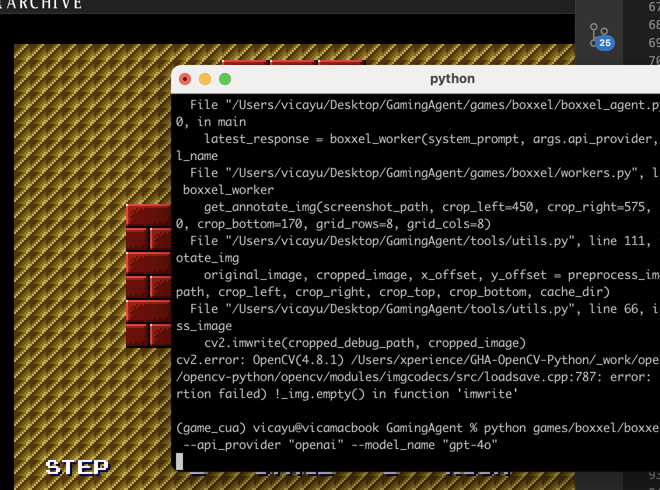 ARCHIVE
25
python
File "/Users/vicayu/Desktop/GamingAgent/games/boxxel/boxxel_agent.py
0, in main
latest_response = boxxel_worker(system_prompt, args.api_provider,
l_name
File "/Users/vicayu/Desktop/GamingAgent/games/boxxel/workers.py", l
boxxel_worker
get_annotate_img(screenshot_path, crop_left=450, crop_right=575,
0, crop_bottom=170, grid_rows=8, grid_cols=8)
File "/Users/vicayu/Desktop/GamingAgent/tools/utils.py", line 111,
otate_img
original_image, cropped_image, x_offset, y_offset = preprocess_im
path, crop_left, crop_right, crop_top, crop_bottom, cache_dir)
File "/Users/vicayu/Desktop/GamingAgent/tools/utils.py", line 66, i
ss_image
cv2.imwrite(cropped_debug_path, cropped_image)
cv2.error: OpenCV(4.8.1) /Users/xperience/GHA-OpenCV-Python/_work/ope
/opencv-python/opencv/modules/imgcodecs/src/loadsave.cpp:787: error:
rtion failed) !_img.empty() in function 'imwrite'
(game_cua) vicayu@vicamacbook GamingAgent % python games/boxxel/boxxe
--api_provider "openai" --model_name "gpt-4o"
STEP